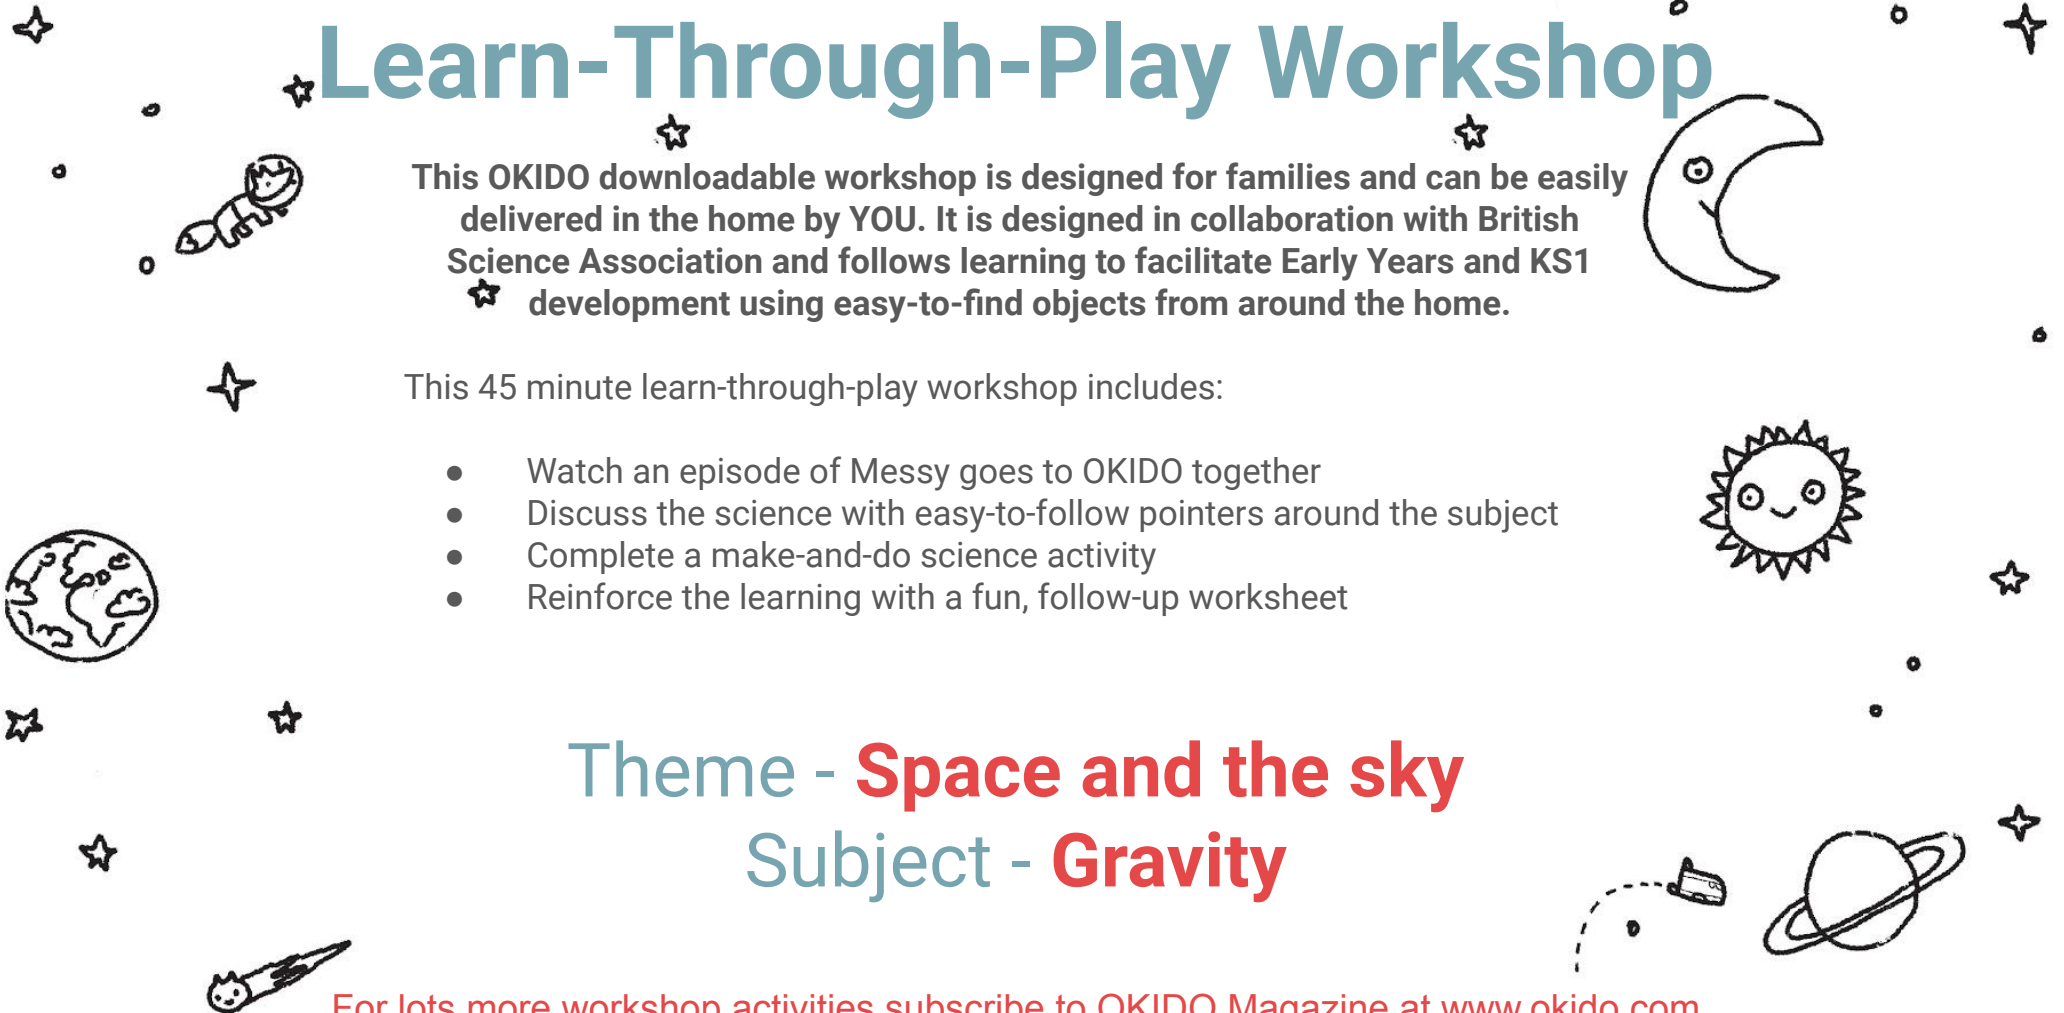 Learn-Through-Play Workshop
This OKIDO downloadable workshop is designed for families and can be easily
delivered in the home by YOU. It is designed in collaboration with British
Science Association and follows learning to facilitate Early Years and KS1
development using easy-to-find objects from around the home.
This 45 minute learn-through-play workshop includes:
● Watch an episode of Messy goes to OKIDO together
● Discuss the science with easy-to-follow pointers around the subject
● Complete a make-and-do science activity
● Reinforce the learning with a fun, follow-up worksheet
Theme - Space and the sky
Subject - Gravity
For lots more workshop activities subscribe to OKIDO Magazine at www.okido.com